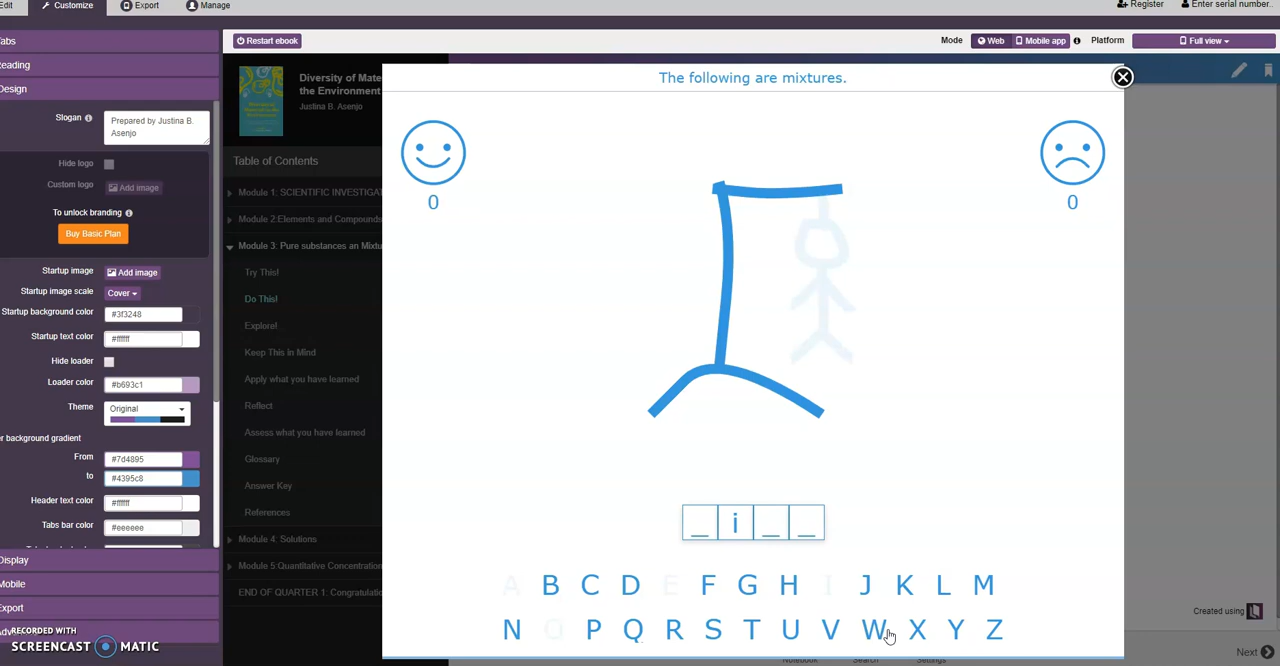 Edit
Customize
Export
Manage
Register
Enter serial number..
Tabs
Restart ebook
Mode
Web
Mobile app
Platform
Full view
Reading
Design
Slogan
Prepared by Justina B.
Asenjo
Hide logo
Custom logo
Add image
To unlock branding
Buy Basic Plan
Startup image
Add image
Startup image scale
Cover
Startup background color
#3f3248
Startup text color
#ffffff
Hide loader
Loader color
#b693c1
Theme
Original
er background gradient
From
#7d4895
to
#4395c8
Header text color
#ffffff
Tabs bar color
#eeeeee
Display
Mobile
Export
RECORDED WITH
SCREENCAST MATIC
Diversity of Mate
the Environment
Justina B. Asenjo
Table of Contents
Module 1: SCIENTIFIC INVESTIGAT
Module 2:Elements and Compounds
Module 3: Pure substances an Mixtu
Try This!
Do This!
Explore!
Keep This in Mind
Apply what you have learned
Reflect
Assess what you have learned
Glossary
Answer Key
References
Module 4: Solutions
Module 5:Quantitative Concentration
END OF QUARTER 1: Congratulatio
The following are mixtures.
0
0
_ i _ _
A B C D E F G H I J K L M
N O P Q R S T U V W X Y Z
Created using
Next
Notebook
Search
Settings